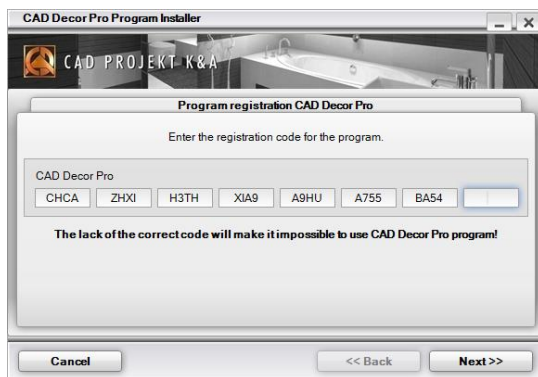 CAD Decor Pro Program Installer
CAD PROJEKT K&A
Program registration CAD Decor Pro
Enter the registration code for the program.
CAD Decor Pro
CHCA ZHXI H3TH XIA9 A9HU A755 BA54
The lack of the correct code will make it impossible to use CAD Decor Pro program!
Cancel << Back Next >>